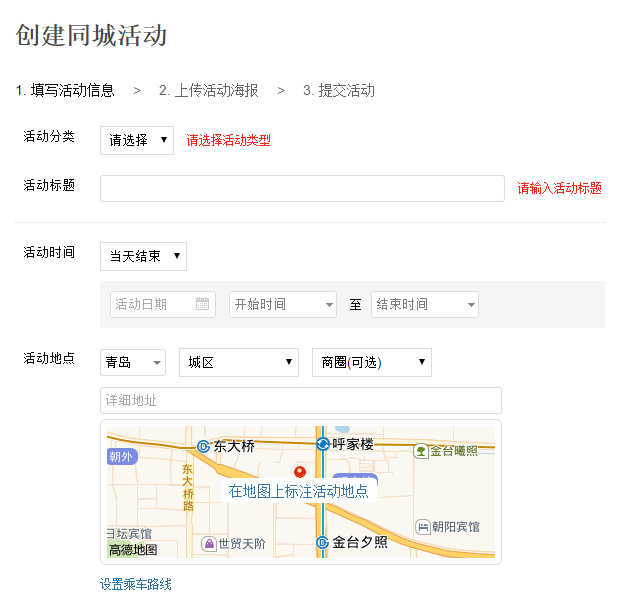 创建同城活动
1. 填写活动信息 > 2. 上传活动海报 > 3. 提交活动
活动分类 请选择 请选择活动类型
活动标题 请输入活动标题
活动时间 当天结束
活动日期 开始时间 至 结束时间
活动地点 青岛 城区 商圈(可选)
详细地址
东大桥 呼家楼
朝外 金台曦照
东大桥路
在地图上标注活动地点
日坛宾馆 朝阳宾馆
高德地图 世贸天阶 金台夕照
设置乘车路线